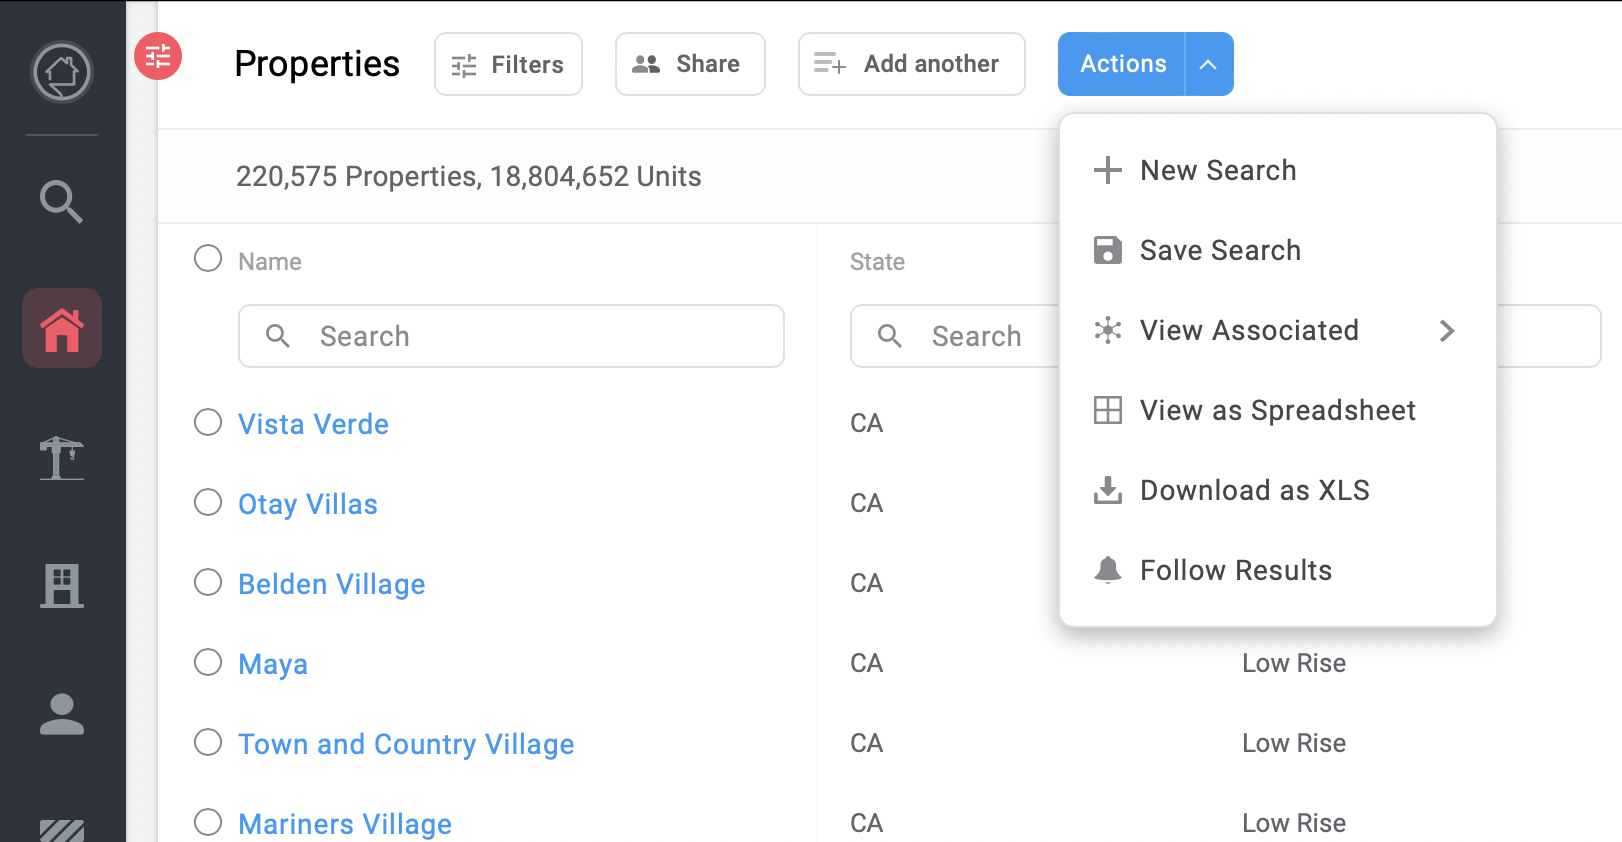 Properties
Filters
Share
Add another
Actions
220,575 Properties, 18,804,652 Units
New Search
Save Search
View Associated
View as Spreadsheet
Download as XLS
Follow Results
Name
State
Search
Search
Vista Verde
CA
Otay Villas
CA
Belden Village
CA
Maya
CA
Low Rise
Town and Country Village
CA
Low Rise
Mariners Village
CA
Low Rise